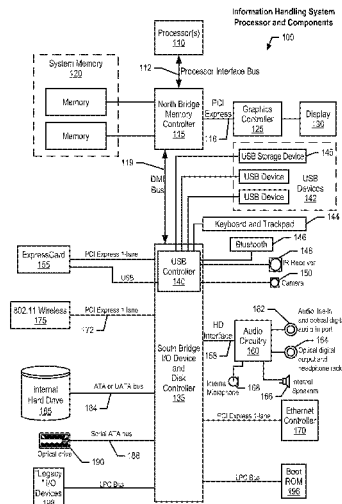 Information Handling System
Processor and Components
100
Processor(s)
110
System Memory
120
Memory
Memory
112
Processor Interface Bus
North Bridge
Memory
Controller
115
PCI
Express
118
Graphics
Controller
125
Display
130
119
DMI
Bus
USB Storage Device
145
USB Device
USB Device
USB
Devices
142
144
Keyboard and Trackpad
Bluetooth
146
USB
Controller
140
148
IR Receiver
150
Camera
ExpressCard
155
PCI Express 1-lane
USB
802.11 Wireless
175
PCI Express 1-lane
172
South Bridge
I/O Device
and
Disk
Controller
135
HD
Interface
158
Audio
Circuitry
160
162
Audio line-in
and optical digital
audio in port
164
Optical digital
output and
headphone jack
Internal
Microphone
168
166
Internal
Speakers
Internal
Hard Drive
185
ATA or UATA bus
184
PCI Express 1-lane
Ethernet
Controller
170
Serial ATA bus
Optical drive
190
188
"Legacy"
I/O
Devices
198
LPC Bus
LPC Bus
Boot
ROM
196